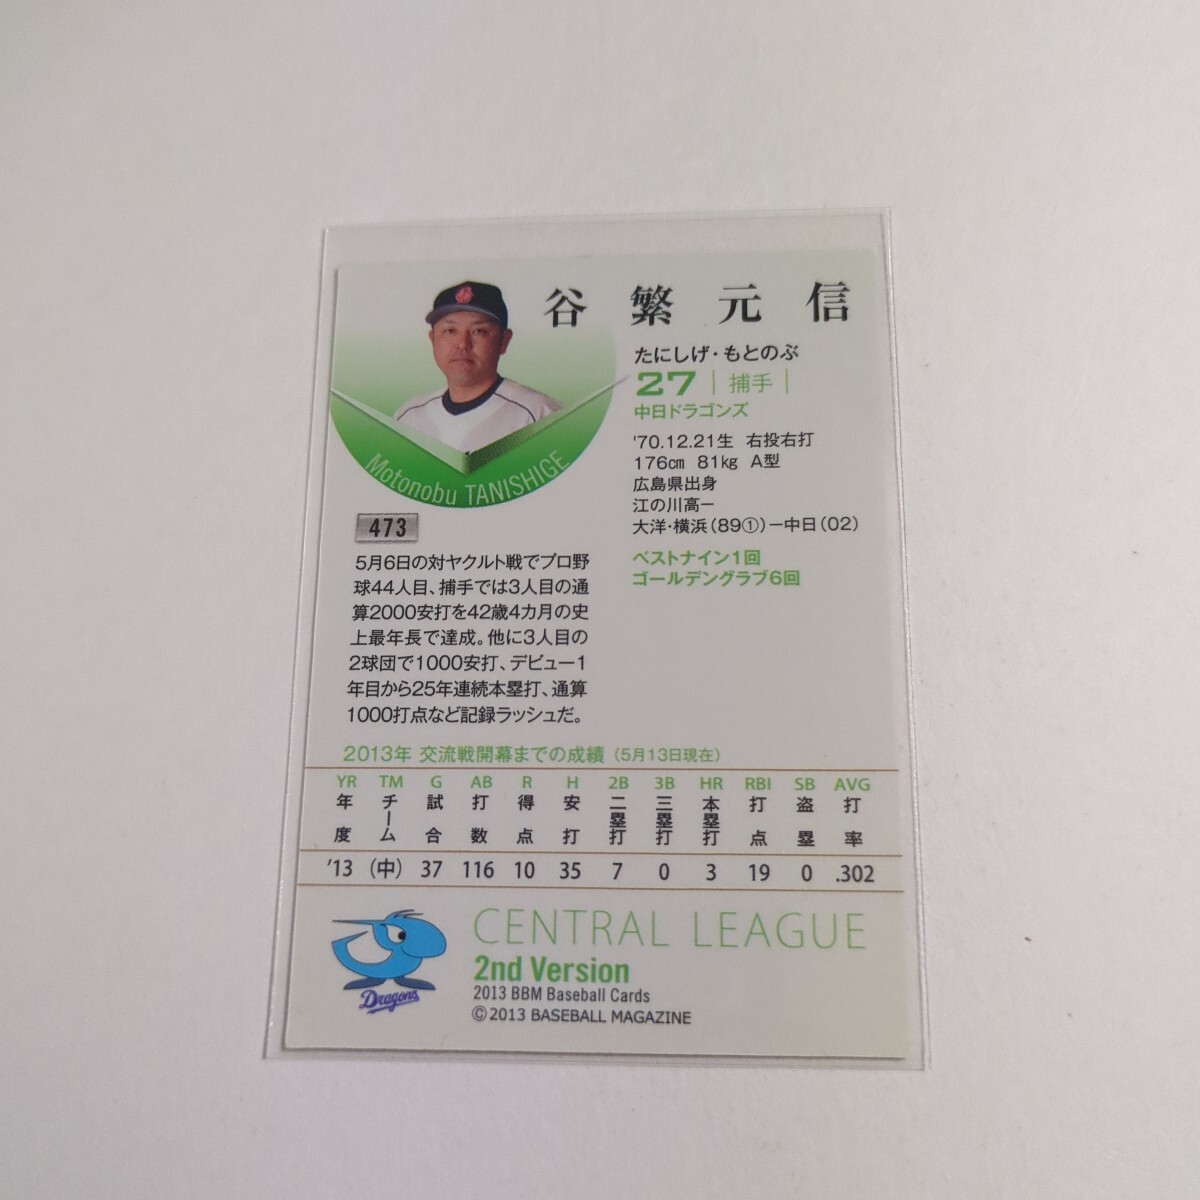 谷繁元信
たにしげ・もとのぶ
27 | 捕手 |
中日ドラゴンズ
'70.12.21生 右投右打
176㎝ 81㎏ A型
広島県出身
江の川高ー
大洋・横浜(89①)ー中日(02)
ベストナイン1回
ゴールデングラブ6回
Motonobu TANISHIGE
473
5月6日の対ヤクルト戦でプロ野
球44人目、捕手では3人目の通
算2000安打を42歳4カ月の史
上最年長で達成。他に3人目の
2球団で1000安打、デビュー1
年目から25年連続本塁打、通算
1000打点など記録ラッシュだ。
2013年 交流戦開幕までの成績 (5月13日現在)
YR TM G AB R H 2B 3B HR RBI SB AVG
年度 チーム 試合 打数 得点 安打 二塁打 三塁打 本塁打 打点 盗塁 打率
'13 (中) 37 116 10 35 7 0 3 19 0 .302
Dragons
CENTRAL LEAGUE
2nd Version
2013 BBM Baseball Cards
©2013 BASEBALL MAGAZINE